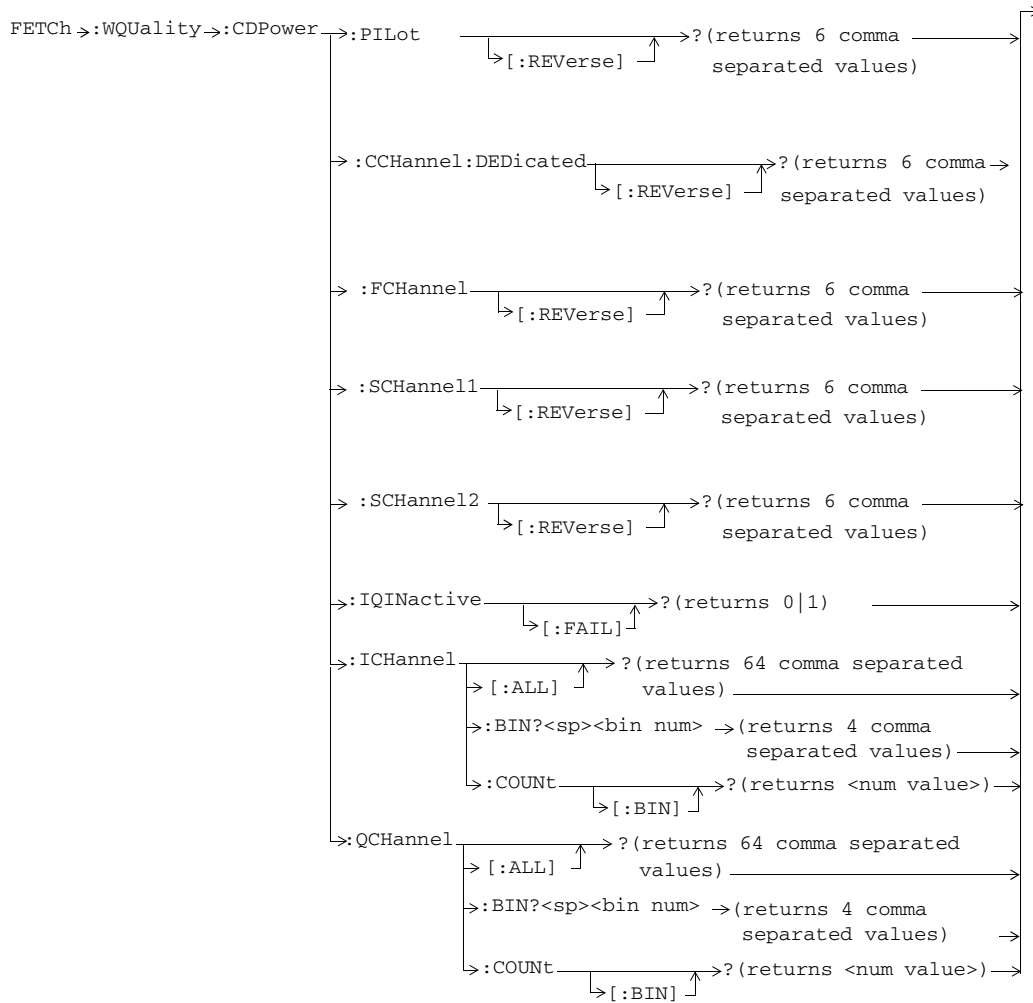 FETCh :WQUality :CDPower :PILot ?(returns 6 comma
[:REVerse] separated values)
:CCHannel:DEDicated ?(returns 6 comma
[:REVerse] separated values)
:FCHannel ?(returns 6 comma
[:REVerse] separated values)
:SCHannel1 ?(returns 6 comma
[:REVerse] separated values)
:SCHannel2 ?(returns 6 comma
[:REVerse] separated values)
:IQINactive ?(returns 0|1)
[:FAIL]
:ICHannel ?(returns 64 comma separated
[:ALL] values)
:BIN?<sp><bin num> (returns 4 comma
separated values)
:COUNt ?(returns <num value>)
[:BIN]
:QCHannel ?(returns 64 comma separated
[:ALL] values)
:BIN?<sp><bin num> (returns 4 comma
separated values)
:COUNt ?(returns <num value>)
[:BIN]